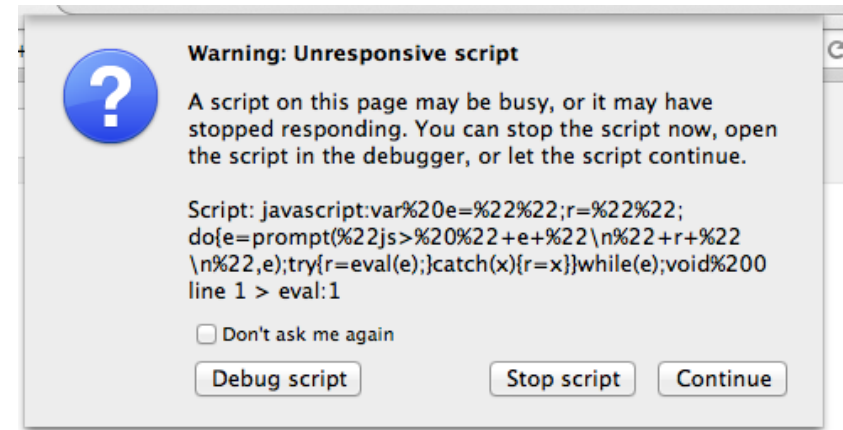 Warning: Unresponsive script
A script on this page may be busy, or it may have
stopped responding. You can stop the script now, open
the script in the debugger, or let the script continue.
Script: javascript:var%20e=%22%22;r=%22%22;
do{e=prompt(%22js>%20%22+e+%22\n%22+r+%22
\n%22,e);try{r=eval(e);}catch(x){r=x}}while(e);void%200
line 1 > eval:1
Don't ask me again
Debug script
Stop script
Continue